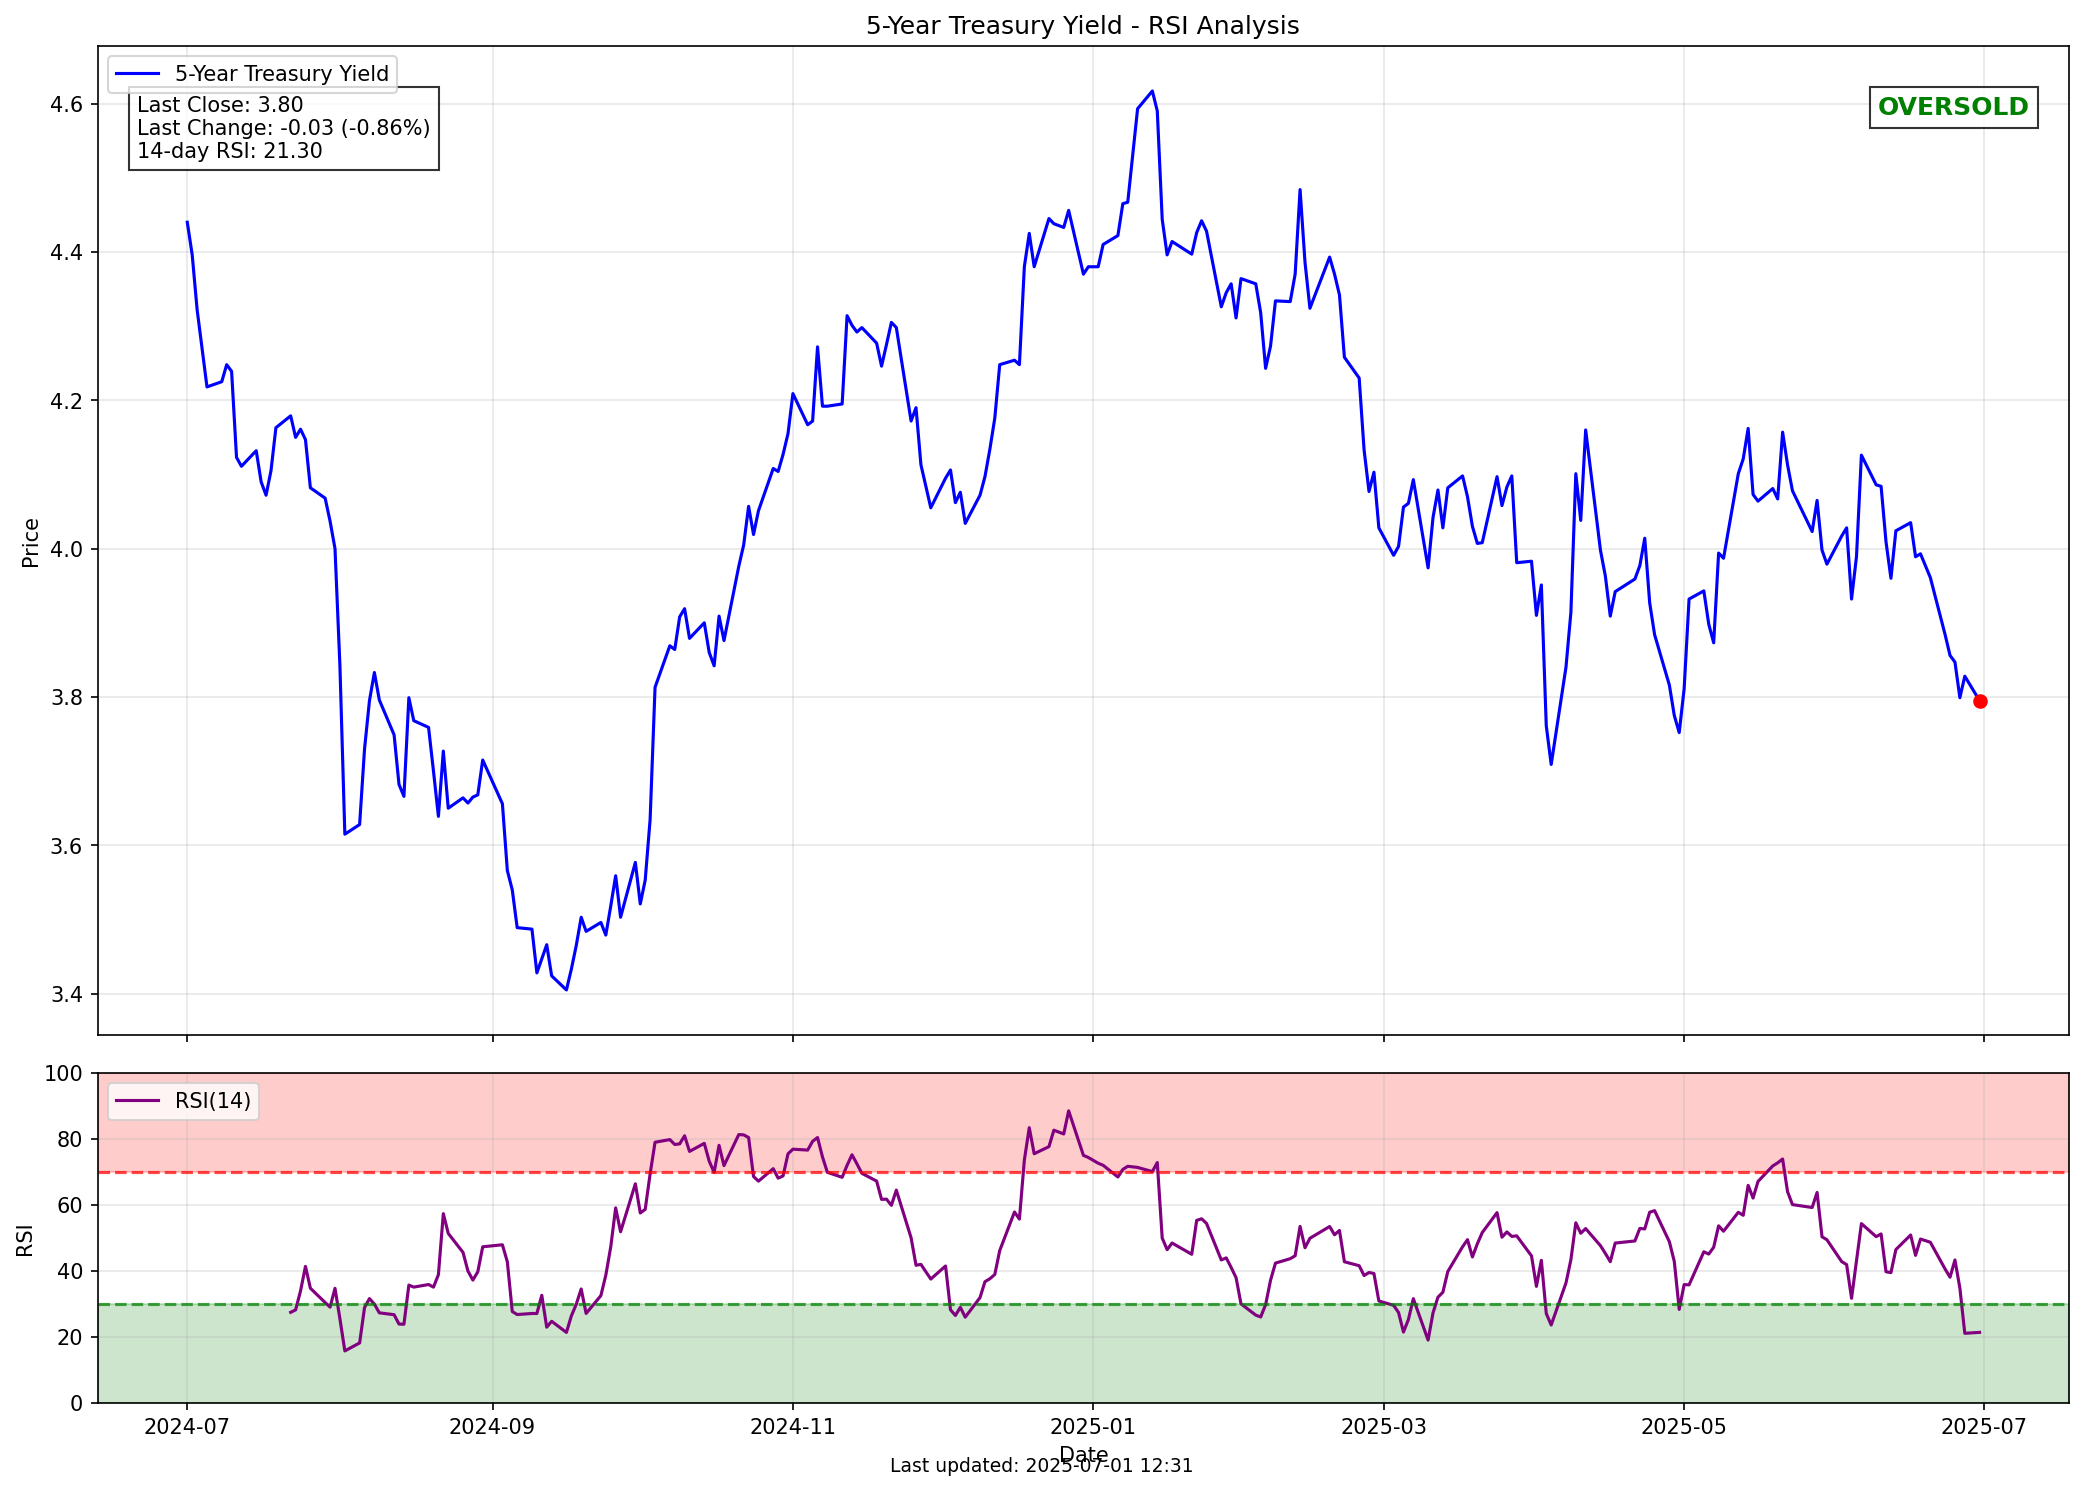 5-Year Treasury Yield - RSI Analysis
5-Year Treasury Yield
Last Close: 3.80
Last Change: -0.03 (-0.86%)
14-day RSI: 21.30
OVERSOLD
Price
4.6
4.4
4.2
4.0
3.8
3.6
3.4
RSI(14)
RSI
100
80
60
40
20
0
2024-07
2024-09
2024-11
2025-01
2025-03
2025-05
2025-07
Date
Last updated: 2025-07-01 12:31